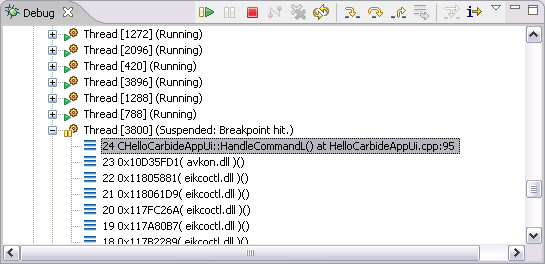 Debug
Thread [1272] (Running)
Thread [2096] (Running)
Thread [420] (Running)
Thread [3896] (Running)
Thread [1288] (Running)
Thread [788] (Running)
Thread [3800] (Suspended: Breakpoint hit.)
24 CHelloCarbideAppUi::HandleCommandL() at HelloCarbideAppUi.cpp:95
23 0x10D35FD1( avkon.dll )()
22 0x11805881( eikcoctl.dll )()
21 0x118061D9( eikcoctl.dll )()
20 0x117FC26A( eikcoctl.dll )()
19 0x117A80B7( eikcoctl.dll )()
18 0x117B2289( eikcoctl.dll )()